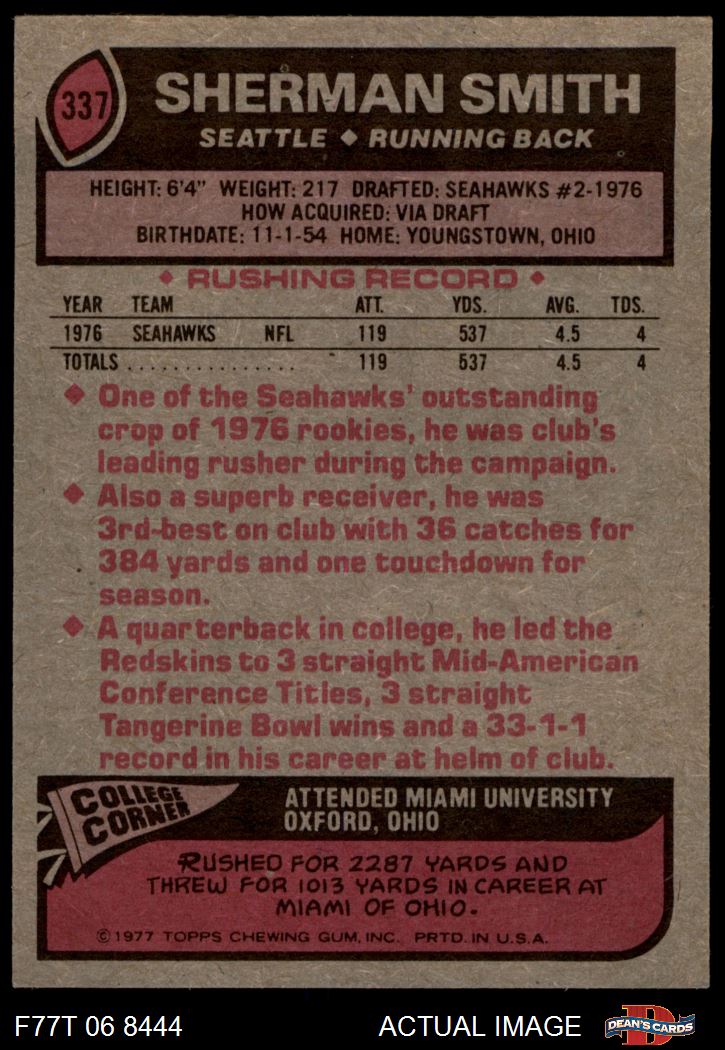 337
SHERMAN SMITH
SEATTLE ◆ RUNNING BACK
HEIGHT: 6'4" WEIGHT: 217 DRAFTED: SEAHAWKS #2-1976
HOW ACQUIRED: VIA DRAFT
BIRTHDATE: 11-1-54 HOME: YOUNGSTOWN, OHIO
◆ RUSHING RECORD ◆
YEAR TEAM ATT. YDS. AVG. TDS.
1976 SEAHAWKS NFL 119 537 4.5 4
TOTALS . . . . . . . . . . . . . . . 119 537 4.5 4
◆ One of the Seahawks' outstanding
crop of 1976 rookies, he was club's
leading rusher during the campaign.
◆ Also a superb receiver, he was
3rd-best on club with 36 catches for
384 yards and one touchdown for
season.
◆ A quarterback in college, he led the
Redskins to 3 straight Mid-American
Conference Titles, 3 straight
Tangerine Bowl wins and a 33-1-1
record in his career at helm of club.
COLLEGE
CORNER
ATTENDED MIAMI UNIVERSITY
OXFORD, OHIO
RUSHED FOR 2287 YARDS AND
THREW FOR 1013 YARDS IN CAREER AT
MIAMI OF OHIO.
© 1977 TOPPS CHEWING GUM, INC. PRTD. IN U.S.A.
F77T 06 8444
ACTUAL IMAGE
D
DEAN'S CARDS